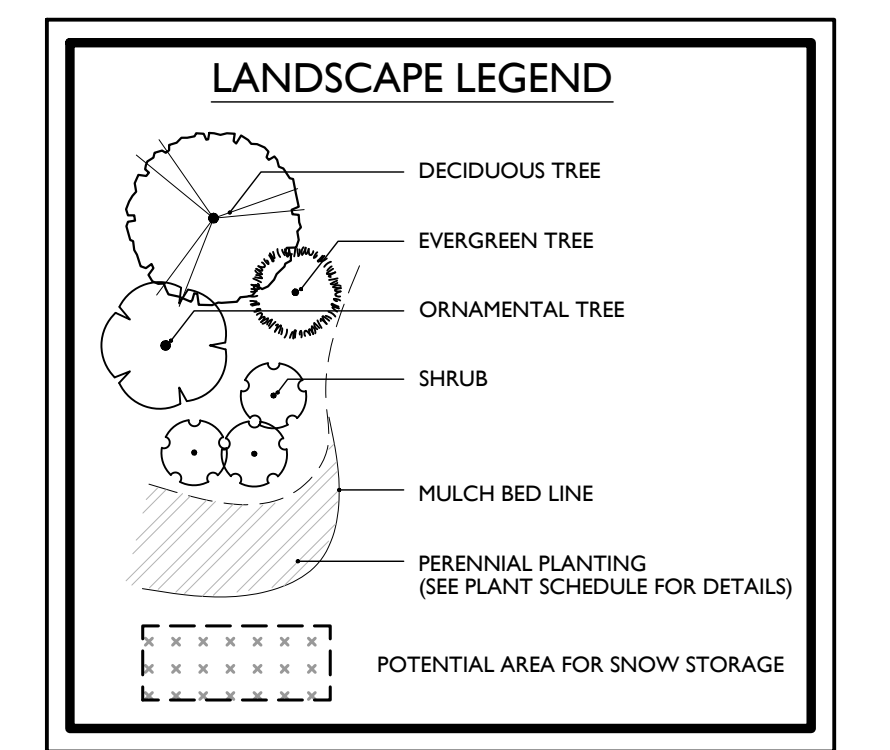 LANDSCAPE LEGEND
DECIDUOUS TREE
EVERGREEN TREE
ORNAMENTAL TREE
SHRUB
MULCH BED LINE
PERENNIAL PLANTING
(SEE PLANT SCHEDULE FOR DETAILS)
POTENTIAL AREA FOR SNOW STORAGE